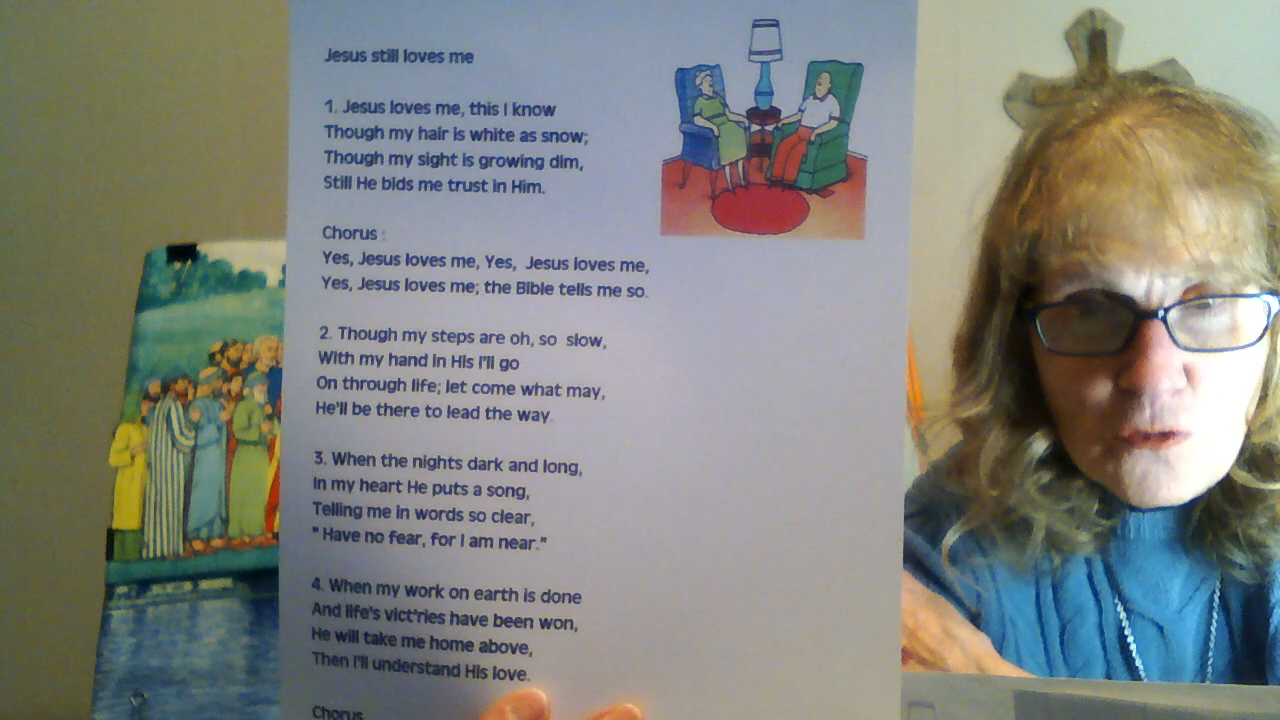 Jesus still loves me
1. Jesus loves me, this I know
Though my hair is white as snow;
Though my sight is growing dim,
Still He bids me trust in Him.
Chorus :
Yes, Jesus loves me, Yes, Jesus loves me,
Yes, Jesus loves me; the Bible tells me so.
2. Though my steps are oh, so slow,
With my hand in His I'll go
On through life; let come what may,
He'll be there to lead the way.
3. When the nights dark and long,
In my heart He puts a song,
Telling me in words so clear,
" Have no fear, for I am near."
4. When my work on earth is done
And life's vict'ries have been won,
He will take me home above,
Then I'll understand His love.
Chorus